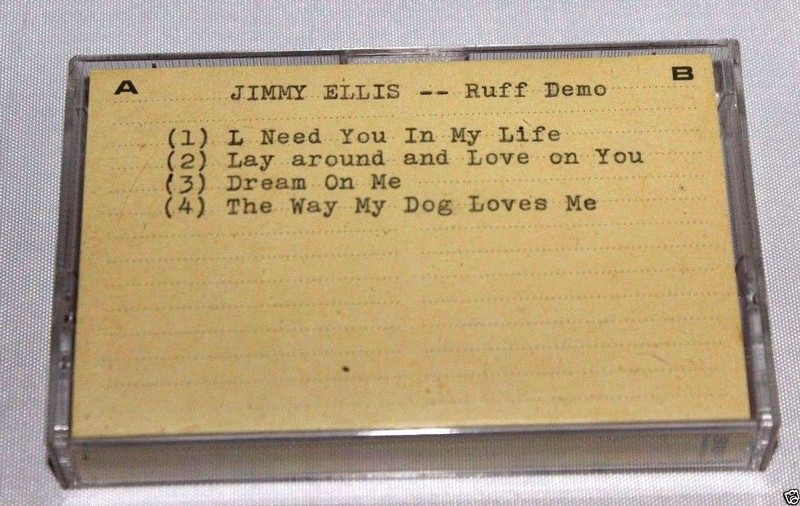 A B
JIMMY ELLIS -- Ruff Demo
(1) L Need You In My Life
(2) Lay around and Love on You
(3) Dream On Me
(4) The Way My Dog Loves Me